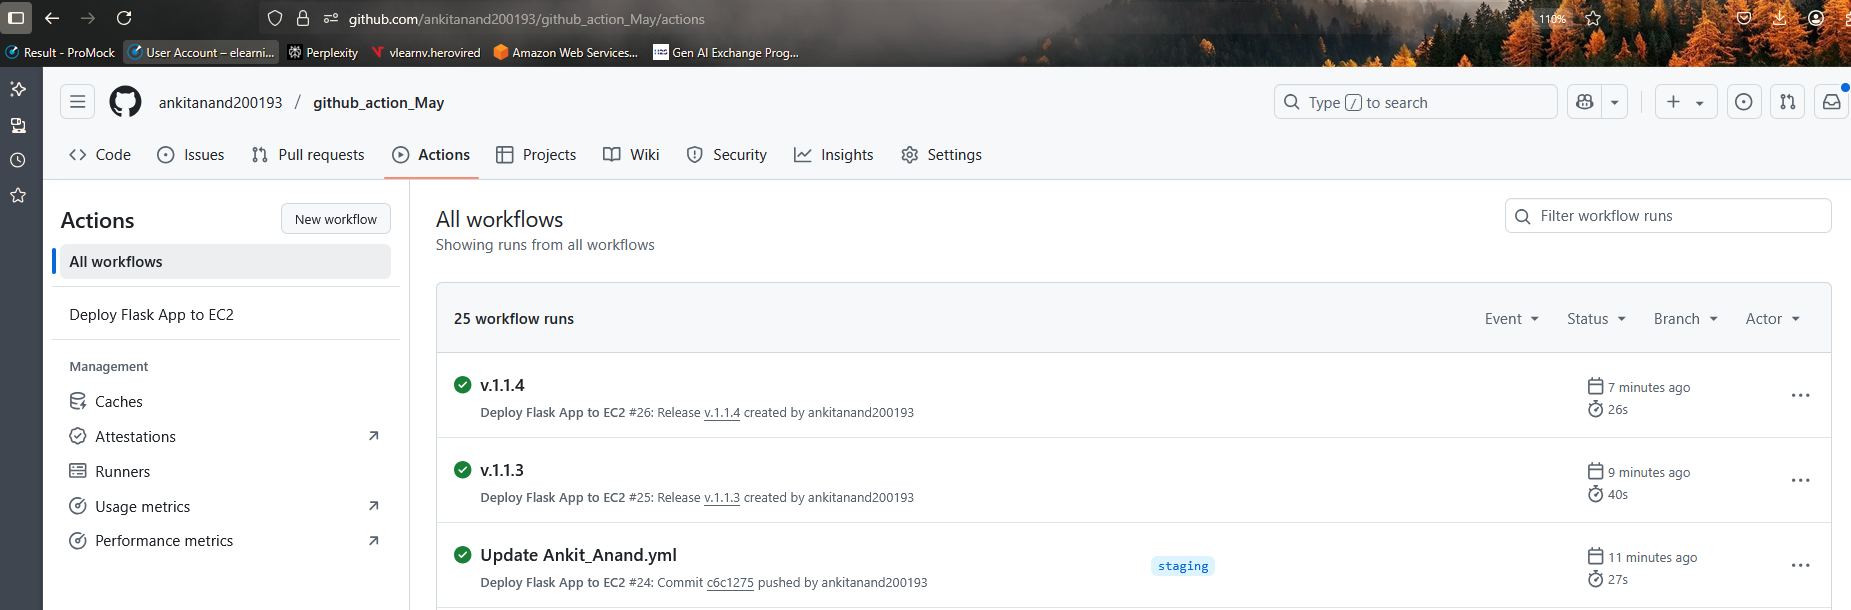 github.com/ankitanand200193/github_action_May/actions
110%
Result - ProMock
User Account – elearni...
Perplexity
vlearnv.herovired
Amazon Web Services...
Gen AI Exchange Prog...
ankitanand200193 / github_action_May
Type / to search
Code
Issues
Pull requests
Actions
Projects
Wiki
Security
Insights
Settings
Actions
New workflow
All workflows
Deploy Flask App to EC2
Management
Caches
Attestations
Runners
Usage metrics
Performance metrics
All workflows
Showing runs from all workflows
Filter workflow runs
25 workflow runs
Event
Status
Branch
Actor
v.1.1.4
Deploy Flask App to EC2 #26: Release v.1.1.4 created by ankitanand200193
7 minutes ago
26s
v.1.1.3
Deploy Flask App to EC2 #25: Release v.1.1.3 created by ankitanand200193
9 minutes ago
40s
Update Ankit_Anand.yml
Deploy Flask App to EC2 #24: Commit c6c1275 pushed by ankitanand200193
staging
11 minutes ago
27s